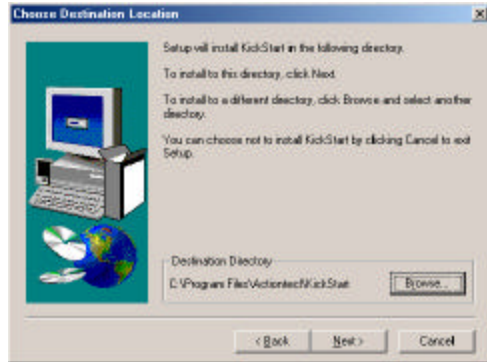 Choose Destination Location
Setup will install KickStart in the following directory.
To install to this directory, click Next.
To install to a different directory, click Browse and select another
directory.
You can choose not to install KickStart by clicking Cancel to exit
Setup.
Destination Directory
C:\Program Files\Actiontec\KickStart
Browse...
< Back
Next >
Cancel